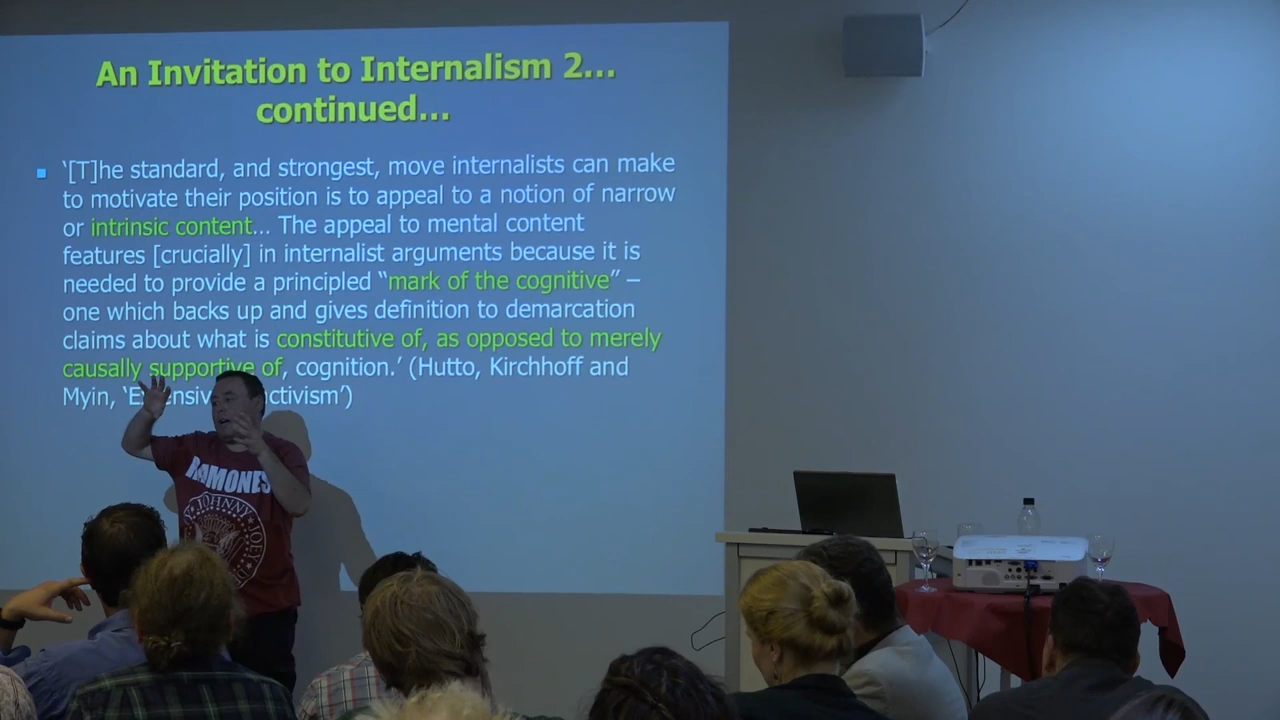 An Invitation to Internalism 2...
continued...
'[T]he standard, and strongest, move internalists can make
to motivate their position is to appeal to a notion of narrow
or intrinsic content... The appeal to mental content
features [crucially] in internalist arguments because it is
needed to provide a principled "mark of the cognitive" –
one which backs up and gives definition to demarcation
claims about what is constitutive of, as opposed to merely
causally supportive of, cognition.' (Hutto, Kirchhoff and
Myin, ')
RAMONES
JOHNNY JOEY